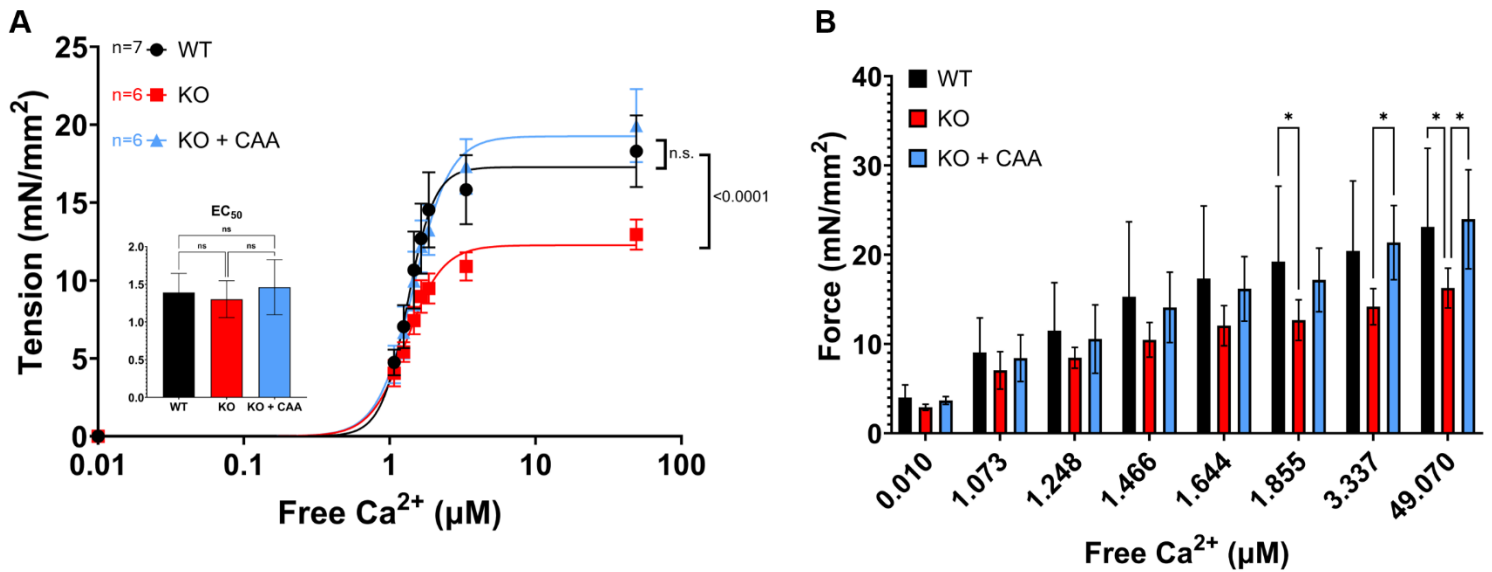 A
n=7 WT
n=6 KO
n=6 KO + CAA
25
20
15
10
5
0
Tension (mN/mm²)
n.s.
<0.0001
EC₅₀
ns
ns ns
2.0
1.5
1.0
0.5
0.0
WT KO KO + CAA
0.01 0.1 1 10 100
Free Ca²⁺ (µM)
B
WT
KO
KO + CAA
40
30
20
10
0
Force (mN/mm²)
* * * *
0.010 1.073 1.248 1.466 1.644 1.855 3.337 49.070
Free Ca²⁺ (µM)